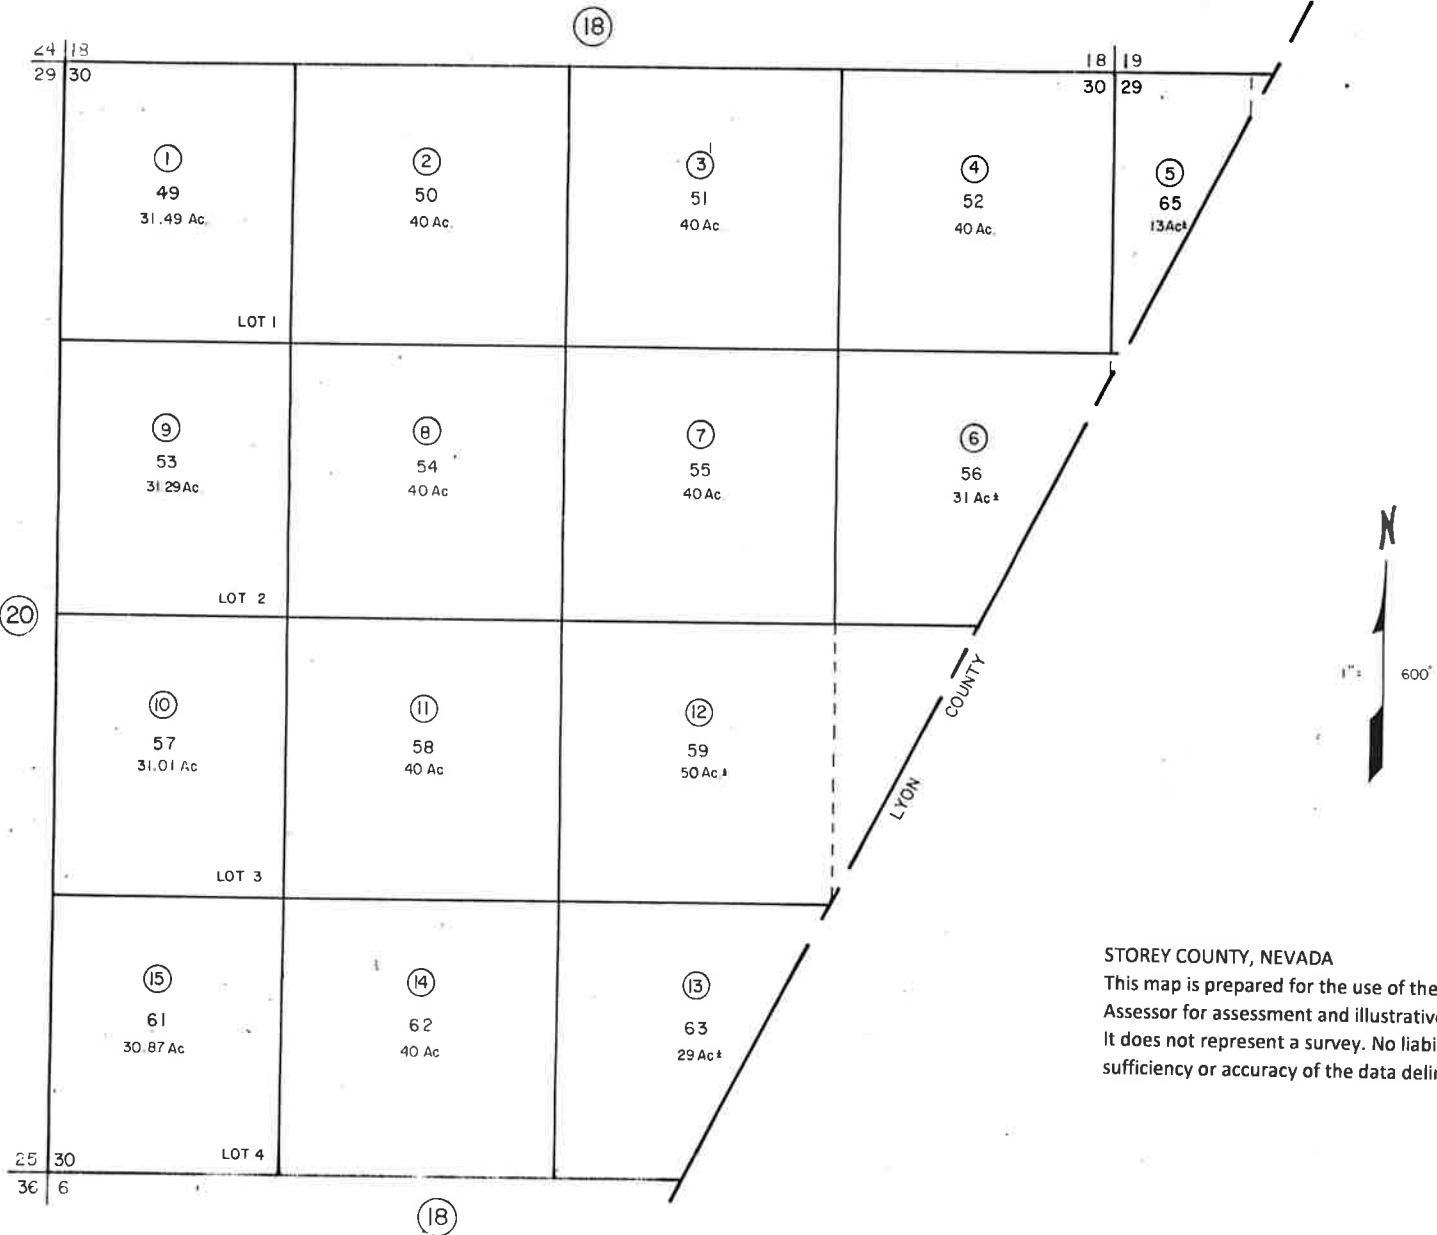 18
24 18
29 30
18 19
30 29
1
49
31.49 Ac.
2
50
40 Ac.
3
51
40 Ac.
4
52
40 Ac.
5
65
13Ac±
LOT 1
9
53
31.29 Ac.
8
54
40 Ac
7
55
40 Ac.
6
56
31 Ac±
LOT 2
20
N
1"= 600'
10
57
31.01 Ac
11
58
40 Ac
12
59
50 Ac.±
LYON COUNTY
LOT 3
15
61
30.87 Ac
14
62
40 Ac
13
63
29 Ac±
LOT 4
25 30
36 6
18
STOREY COUNTY, NEVADA
This map is prepared for the use of the
Assessor for assessment and illustrativ
It does not represent a survey. No liabi
sufficiency or accuracy of the data deli